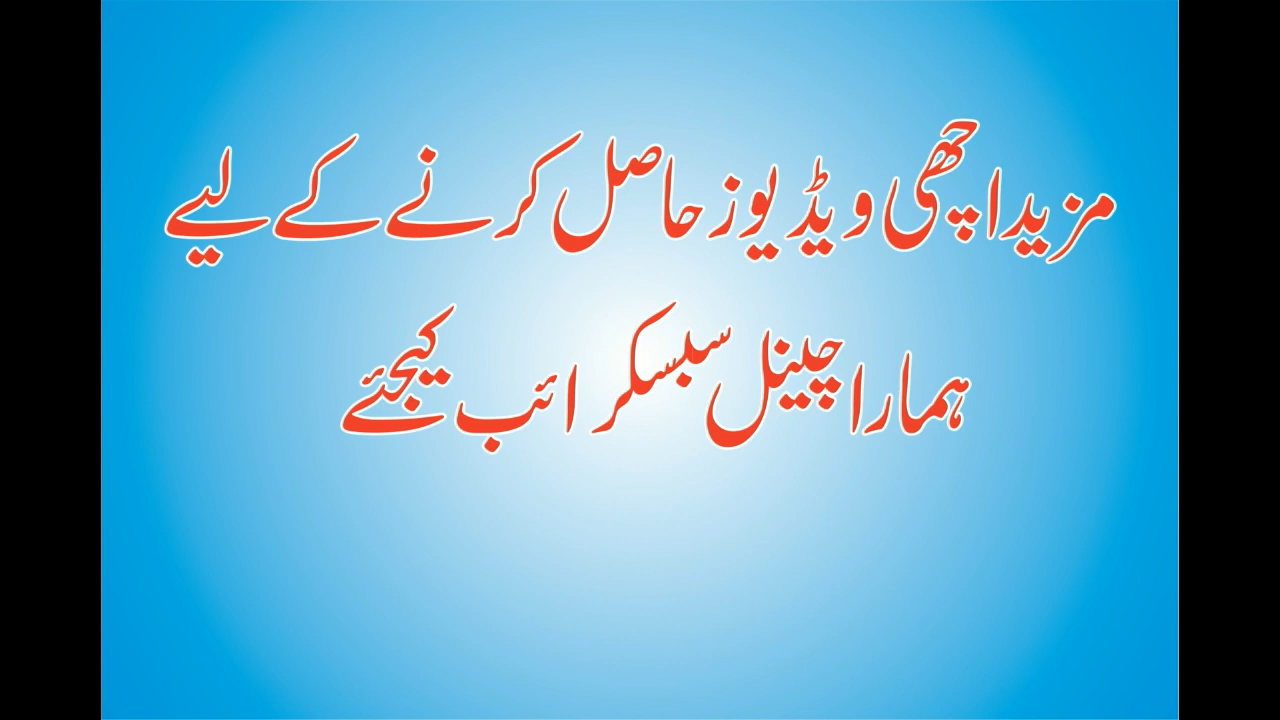 مزید اچھی ویڈیوز حاصل کرنے کے لیے
ہمارا چینل سبسکرائب کیجئے